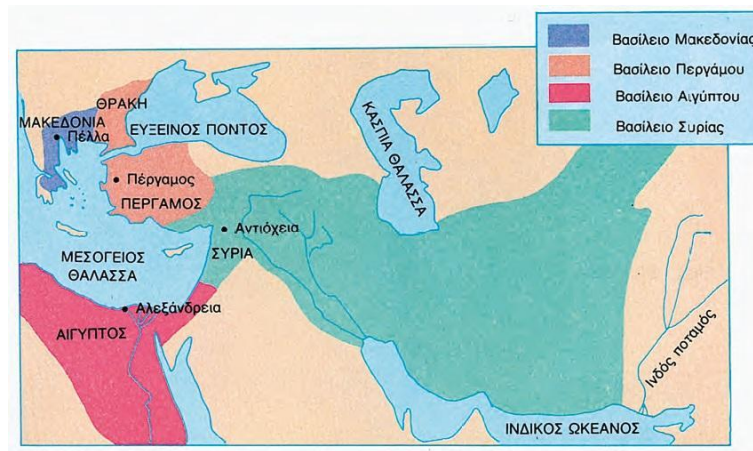 Βασίλειο Μακεδονίας
Βασίλειο Περγάμου
Βασίλειο Αιγύπτου
Βασίλειο Συρίας
ΘΡΑΚΗ
ΜΑΚΕΔΟΝΙΑ
Πέλλα
ΕΥΞΕΙΝΟΣ ΠΟΝΤΟΣ
ΚΑΣΠΙΑ ΘΑΛΑΣΣΑ
Πέργαμος
ΠΕΡΓΑΜΟΣ
Αντιόχεια
ΣΥΡΙΑ
ΜΕΣΟΓΕΙΟΣ
ΘΑΛΑΣΣΑ
Αλεξάνδρεια
ΑΙΓΥΠΤΟΣ
Ινδός ποταμός
ΙΝΔΙΚΟΣ ΩΚΕΑΝΟΣ